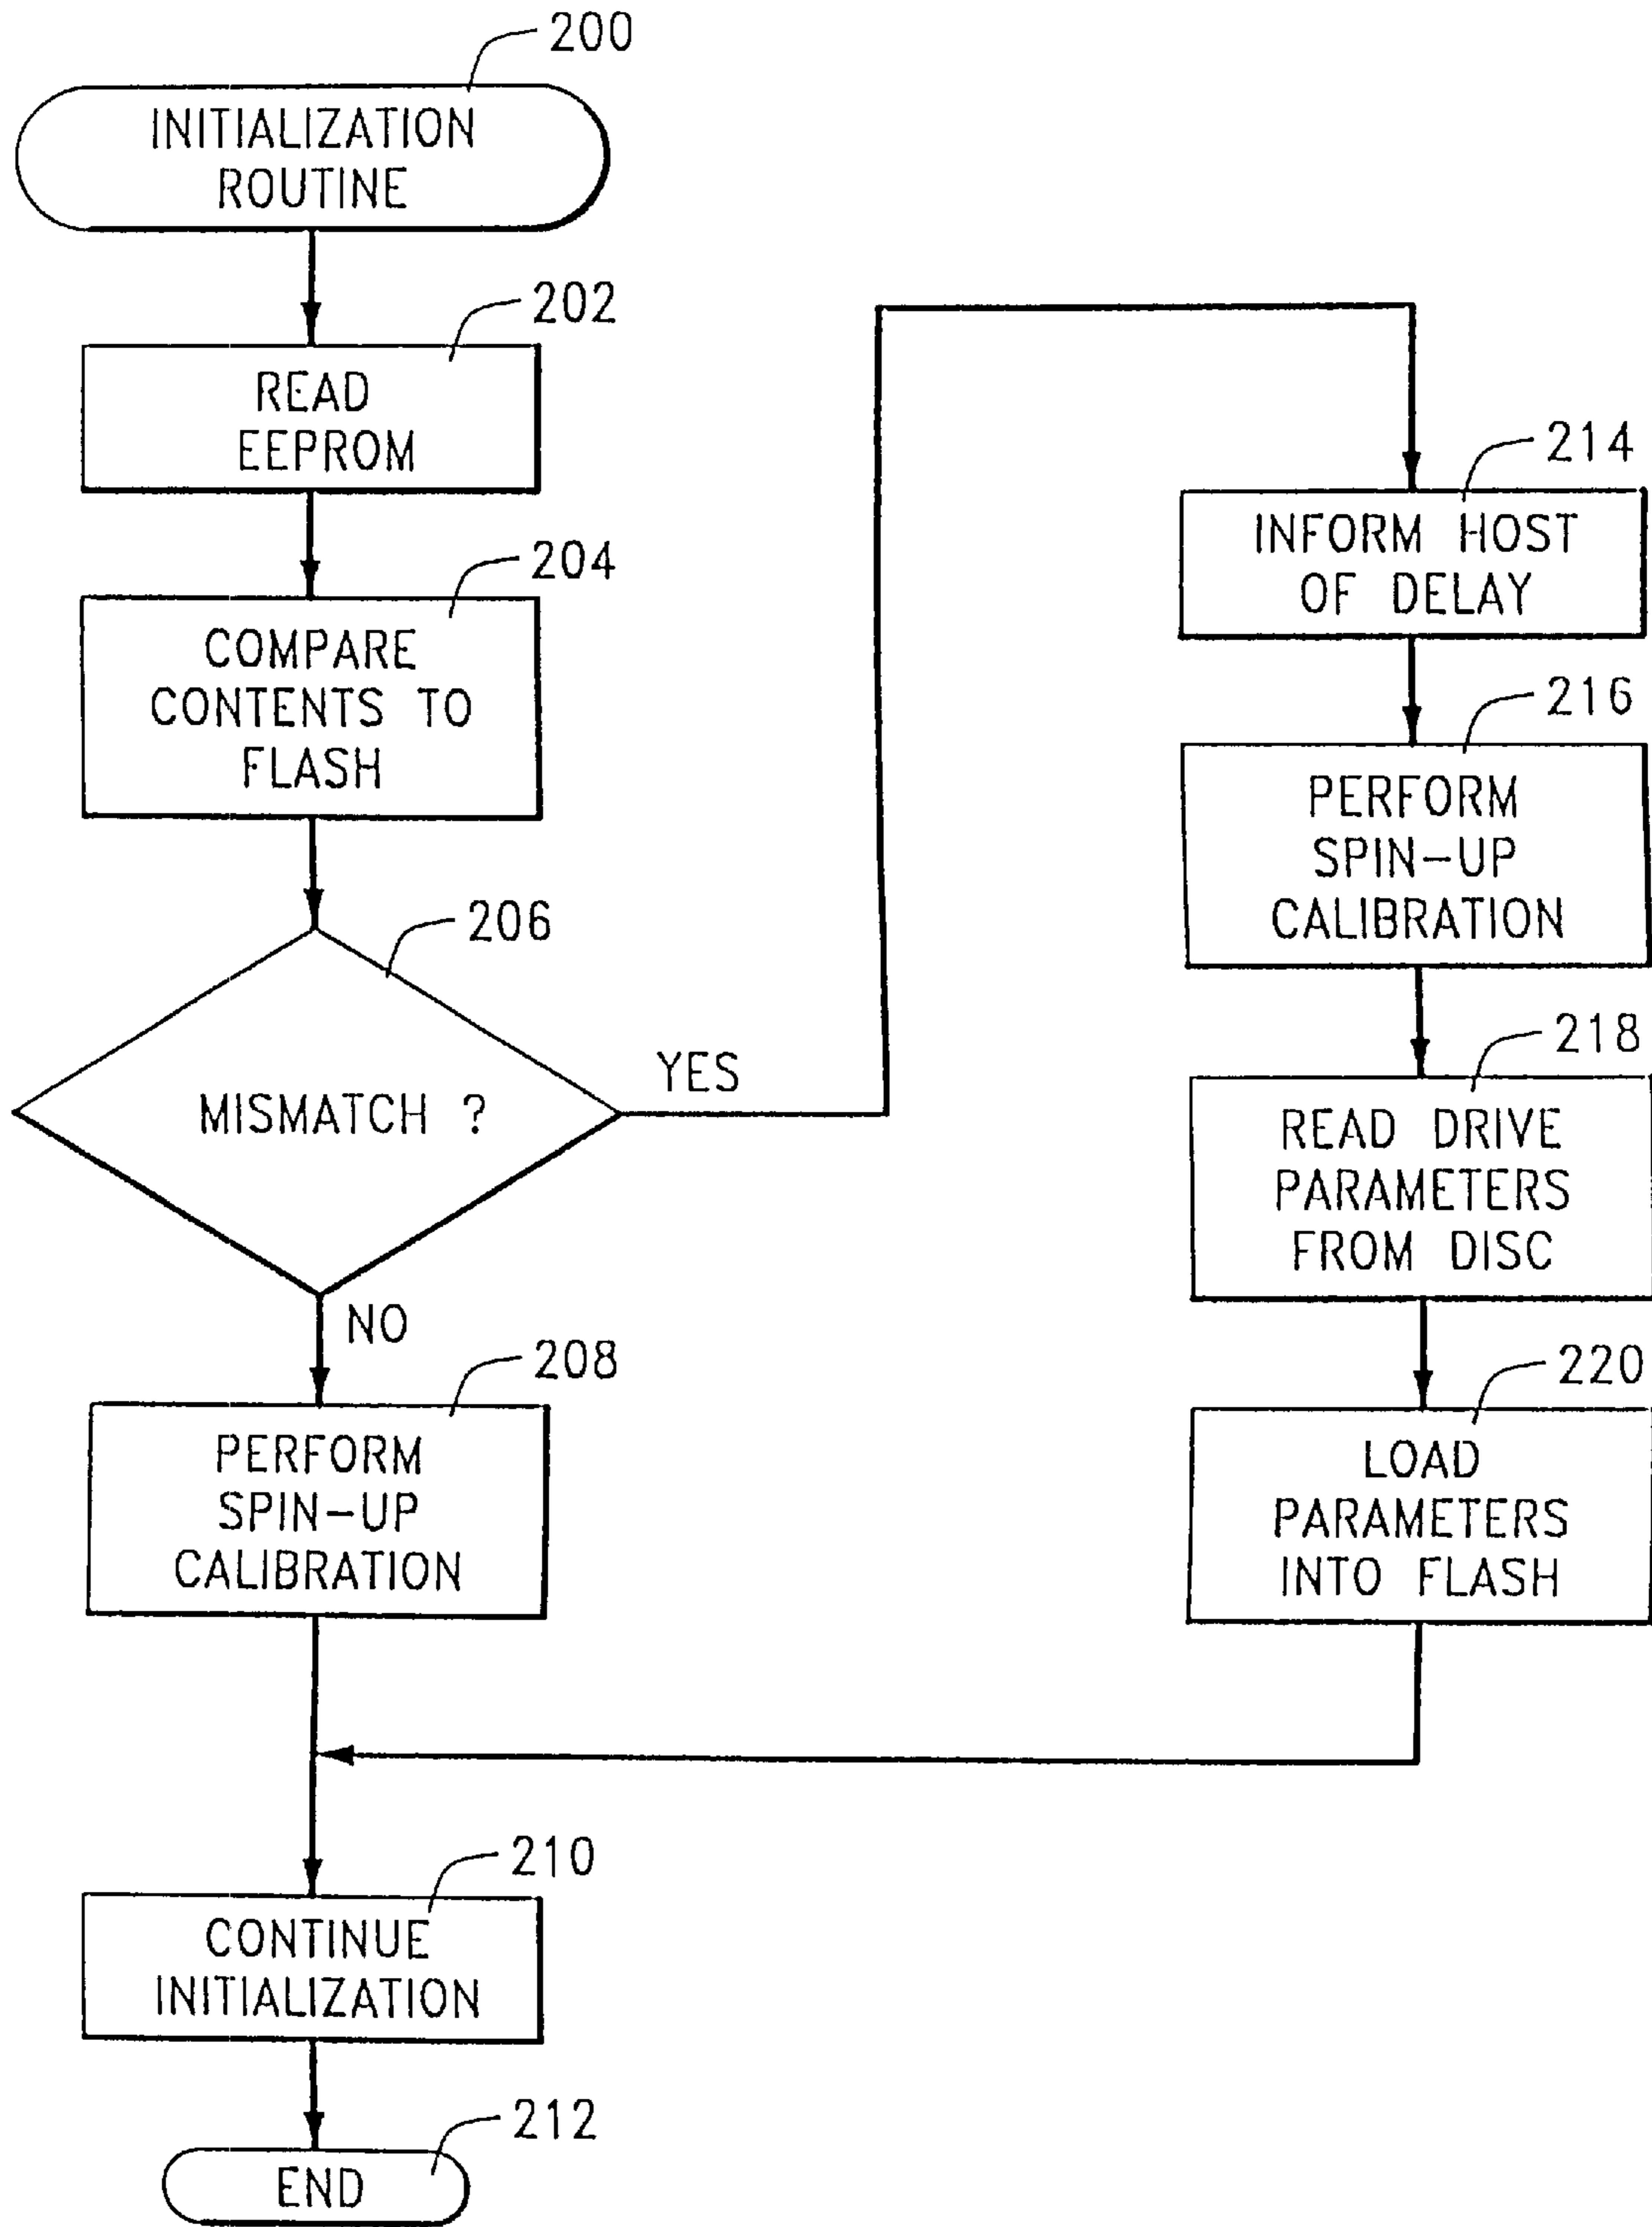 200
INITIALIZATION
ROUTINE
202
READ
EEPROM
204
COMPARE
CONTENTS TO
FLASH
206
MISMATCH ?
YES
NO
208
PERFORM
SPIN-UP
CALIBRATION
210
CONTINUE
INITIALIZATION
212
END
214
INFORM HOST
OF DELAY
216
PERFORM
SPIN-UP
CALIBRATION
218
READ DRIVE
PARAMETERS
FROM DISC
220
LOAD
PARAMETERS
INTO FLASH